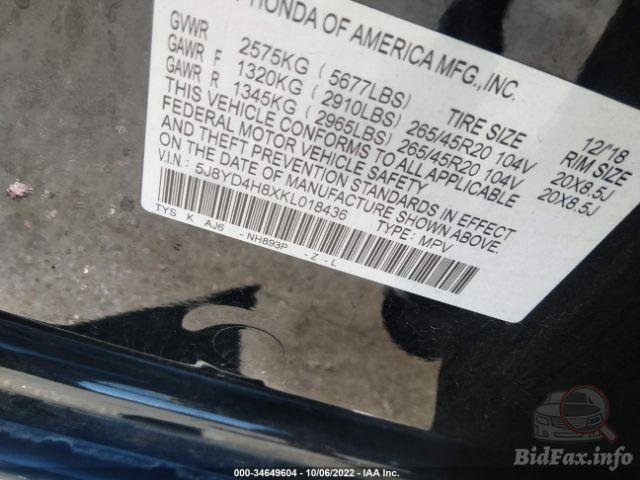 HONDA OF AMERICA MFG., INC. 12/'18
GVWR 2575KG (5677LBS) TIRE SIZE RIM SIZE
GAWR F 1320KG (2910LBS) 265/45R20 104V 20X8.5J
GAWR R 1345KG (2965LBS) 265/45R20 104V 20X8.5J
THIS VEHICLE CONFORMS TO ALL APPLICABLE
FEDERAL MOTOR VEHICLE SAFETY
AND THEFT PREVENTION STANDARDS IN EFFECT
ON THE DATE OF MANUFACTURE SHOWN ABOVE.
V.I.N.: 5J8YD4H8XKL018436 TYPE: MPV
TYS K AJ6 - NH893P - Z - L
000-34649604 | 10/06/2022 | IAA Inc.
BidFax.info